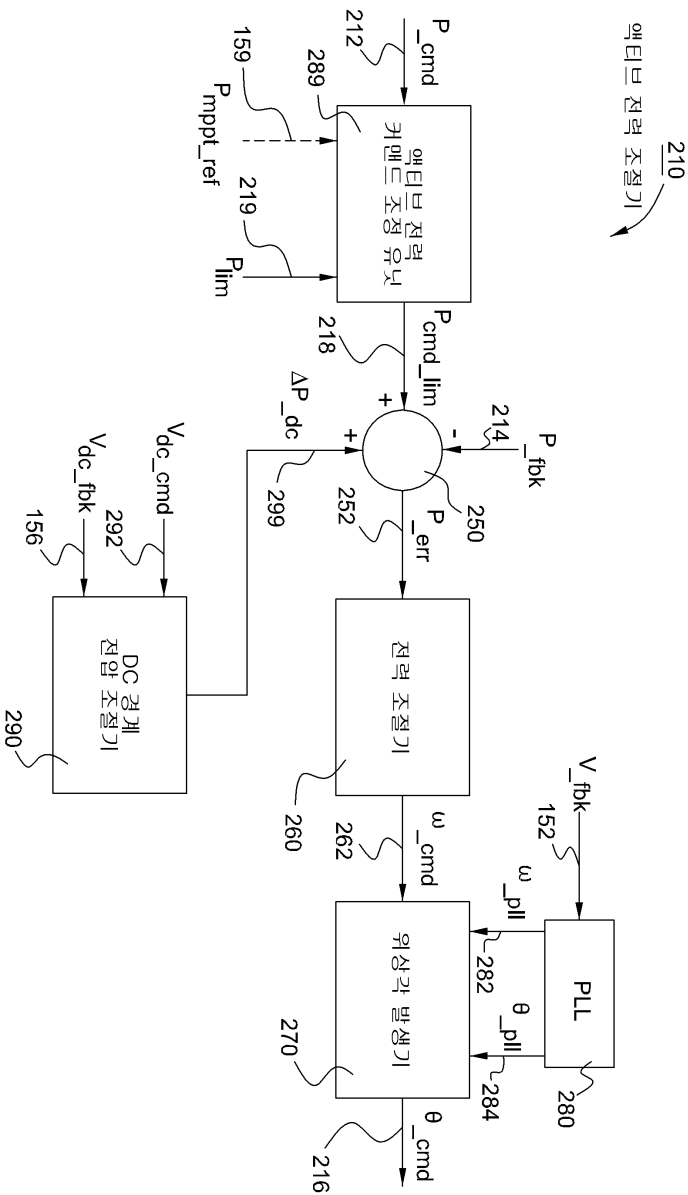 210
액티브 전력 조절기
P_cmd
212
289
액티브 전력
커맨드 조정 유닛
159
P_mppt_ref
219
P_lim
P_cmd_lim
218
+
-
+
214
P_fbk
250
P_err
252
ΔP_dc
299
V_dc_cmd
292
V_dc_fbk
156
DC 경계
전압 조절기
290
전력 조절기
260
ω_cmd
262
V_fbk
152
PLL
280
ω_pll
282
θ_pll
284
위상각 발생기
270
θ_cmd
216